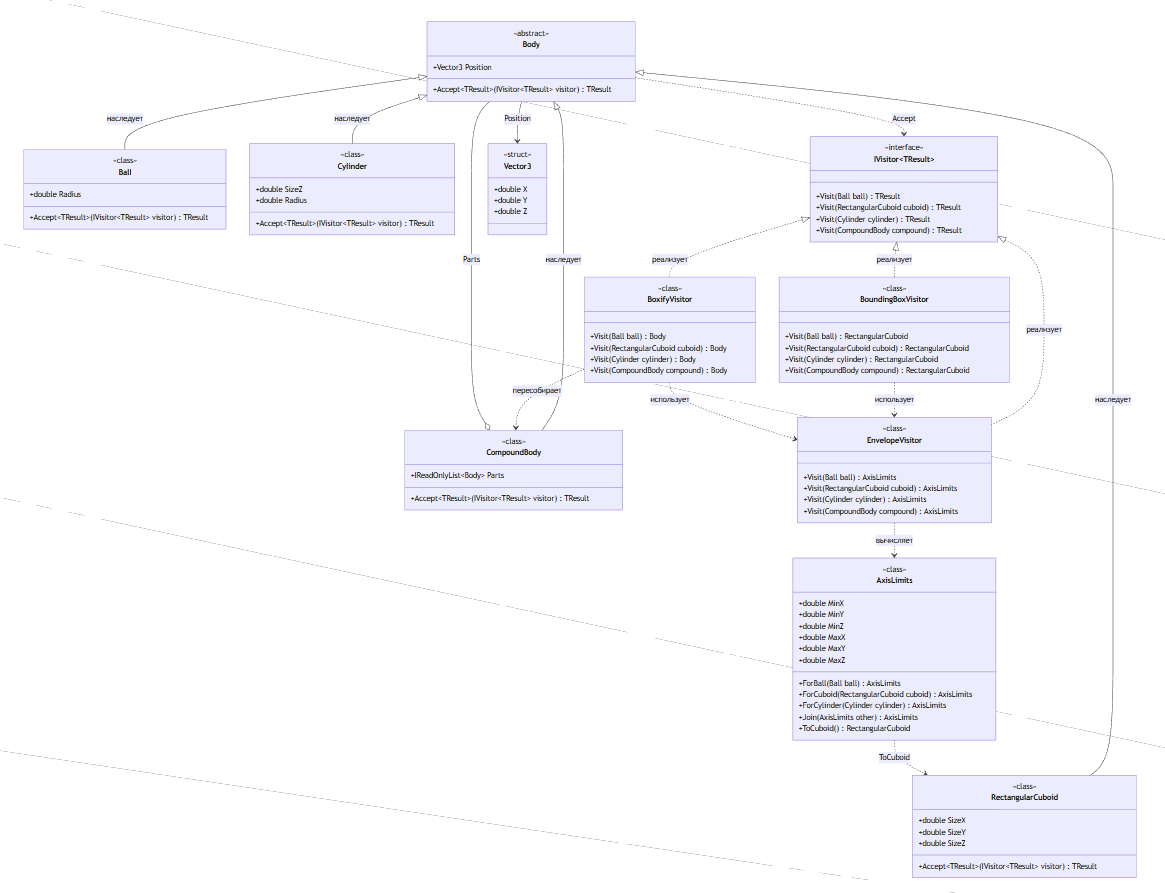 «abstract»
Body
+Vector3 Position
+Accept<TResult>(IVisitor<TResult> visitor) : TResult
наследует
наследует
Position
Accept
«class»
Ball
+double Radius
+Accept<TResult>(IVisitor<TResult> visitor) : TResult
«class»
Cylinder
+double SizeZ
+double Radius
+Accept<TResult>(IVisitor<TResult> visitor) : TResult
«struct»
Vector3
+double X
+double Y
+double Z
«interface»
IVisitor<TResult>
+Visit(Ball ball) : TResult
+Visit(RectangularCuboid cuboid) : TResult
+Visit(Cylinder cylinder) : TResult
+Visit(CompoundBody compound) : TResult
Parts
наследует
реализует
реализует
«class»
BoxifyVisitor
+Visit(Ball ball) : Body
+Visit(RectangularCuboid cuboid) : Body
+Visit(Cylinder cylinder) : Body
+Visit(CompoundBody compound) : Body
«class»
BoundingBoxVisitor
+Visit(Ball ball) : RectangularCuboid
+Visit(RectangularCuboid cuboid) : RectangularCuboid
+Visit(Cylinder cylinder) : RectangularCuboid
+Visit(CompoundBody compound) : RectangularCuboid
реализует
пересобирает
использует
использует
наследует
«class»
CompoundBody
+IReadOnlyList<Body> Parts
+Accept<TResult>(IVisitor<TResult> visitor) : TResult
«class»
EnvelopeVisitor
+Visit(Ball ball) : AxisLimits
+Visit(RectangularCuboid cuboid) : AxisLimits
+Visit(Cylinder cylinder) : AxisLimits
+Visit(CompoundBody compound) : AxisLimits
вычисляет
«class»
AxisLimits
+double MinX
+double MinY
+double MinZ
+double MaxX
+double MaxY
+double MaxZ
+ForBall(Ball ball) : AxisLimits
+ForCuboid(RectangularCuboid cuboid) : AxisLimits
+ForCylinder(Cylinder cylinder) : AxisLimits
+Join(AxisLimits other) : AxisLimits
+ToCuboid() : RectangularCuboid
ToCuboid
«class»
RectangularCuboid
+double SizeX
+double SizeY
+double SizeZ
+Accept<TResult>(IVisitor<TResult> visitor) : TResult